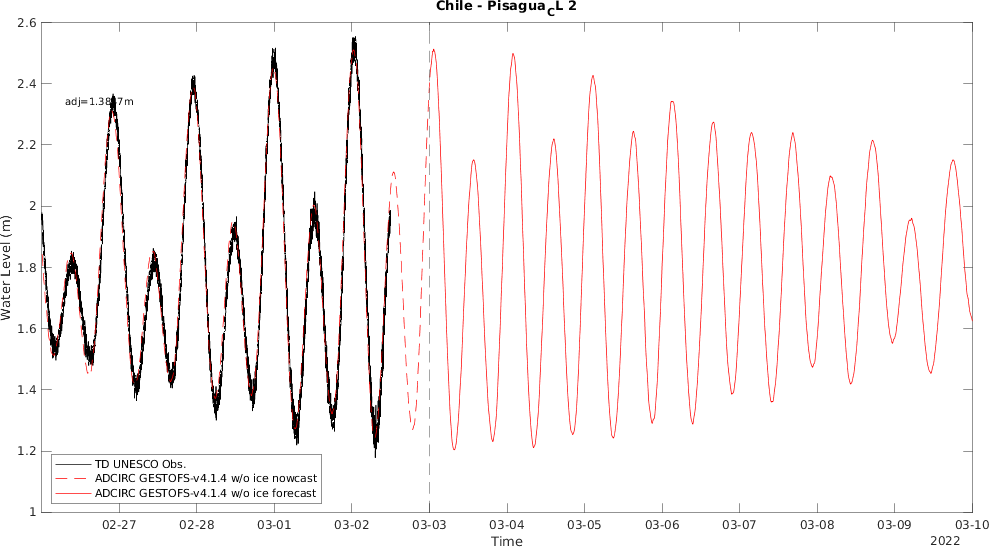 Chile - Pisagua_CL 2
2.6
2.4
2.2
2
1.8
1.6
1.4
1.2
1
Water Level (m)
TD UNESCO Obs.
ADCIRC GESTOFS-v4.1.4 w/o ice nowcast
ADCIRC GESTOFS-v4.1.4 w/o ice forecast
02-27 02-28 03-01 03-02 03-03 03-04 03-05 03-06 03-07 03-08 03-09 03-10
Time
2022